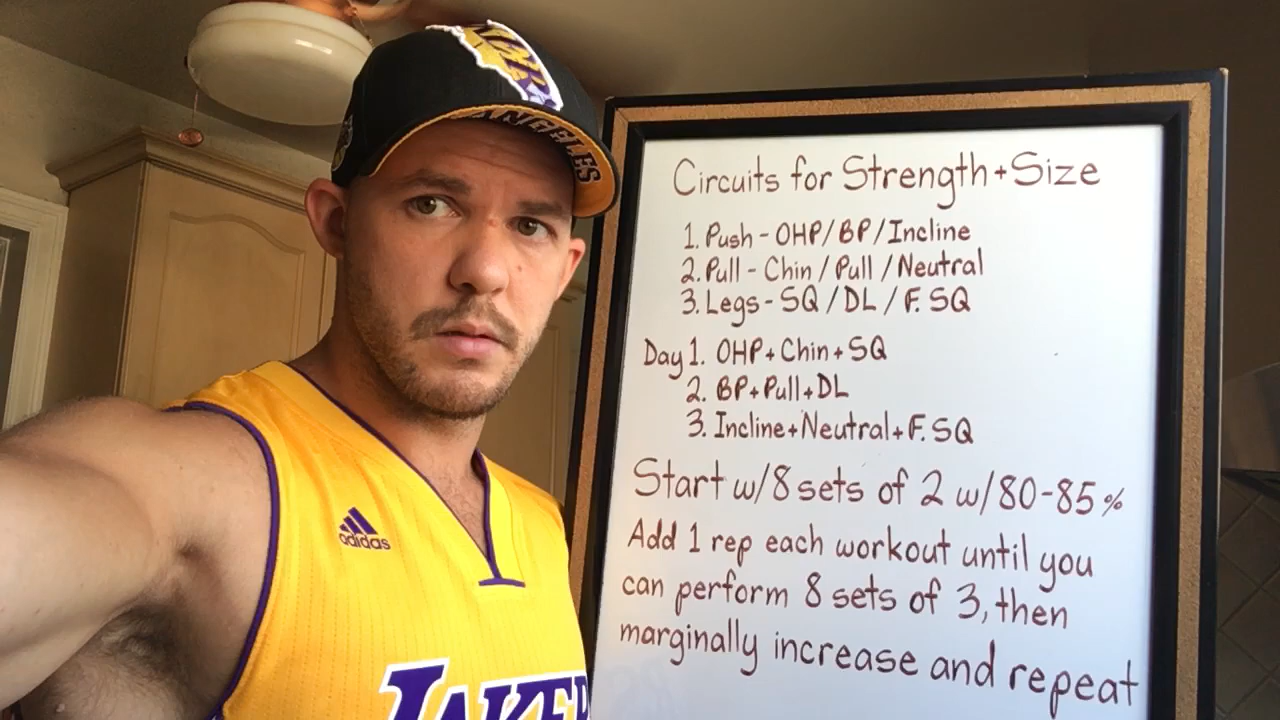 ANGELES
adidas
LAKERS
Circuits for Strength + Size
1. Push - OHP / BP / Incline
2. Pull - Chin / Pull / Neutral
3. Legs - SQ / DL / F. SQ
Day 1. OHP + Chin + SQ
2. BP + Pull + DL
3. Incline + Neutral + F. SQ
Start w/ 8 sets of 2 w/ 80-85%
Add 1 rep each workout until you
can perform 8 sets of 3, then
marginally increase and repeat